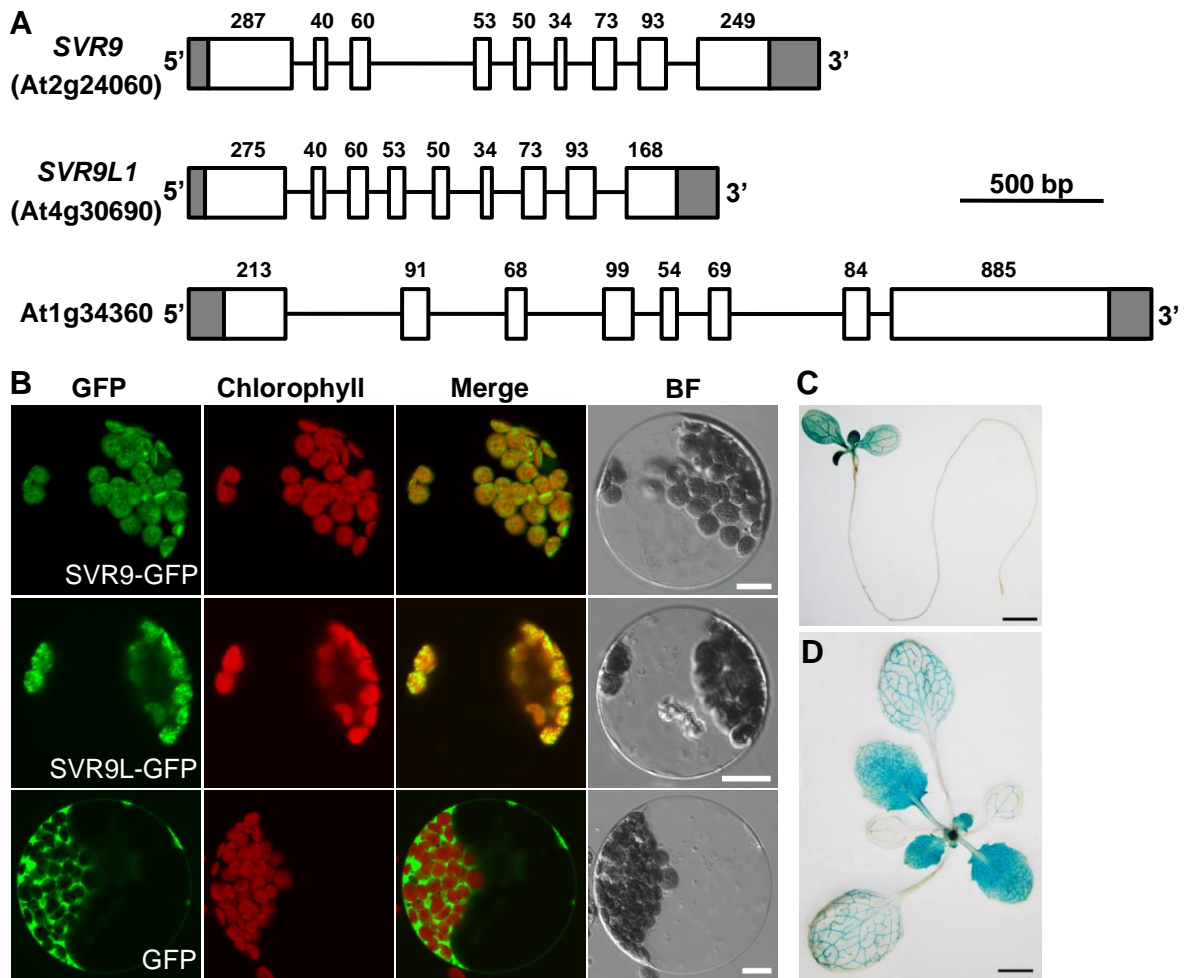 A
SVR9
(At2g24060)
5’
287 40 60 53 50 34 73 93 249
3’
SVR9L1
(At4g30690)
5’
275 40 60 53 50 34 73 93 168
3’
500 bp
At1g34360
5’
213 91 68 99 54 69 84 885
3’
B
GFP Chlorophyll Merge BF
SVR9-GFP
SVR9L-GFP
GFP
C
D